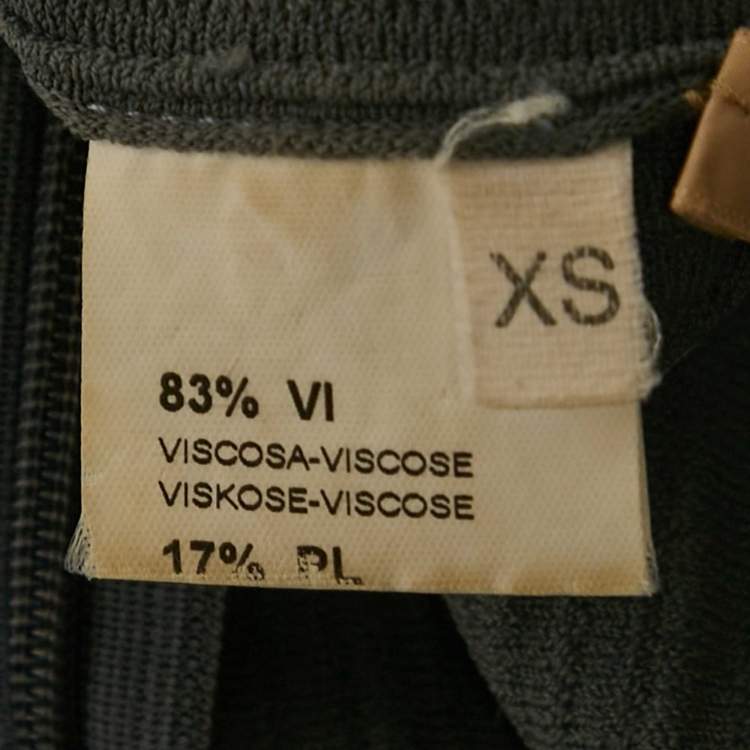 XS
83% VI
VISCOSA-VISCOSE
VISKOSE-VISCOSE
17% PL